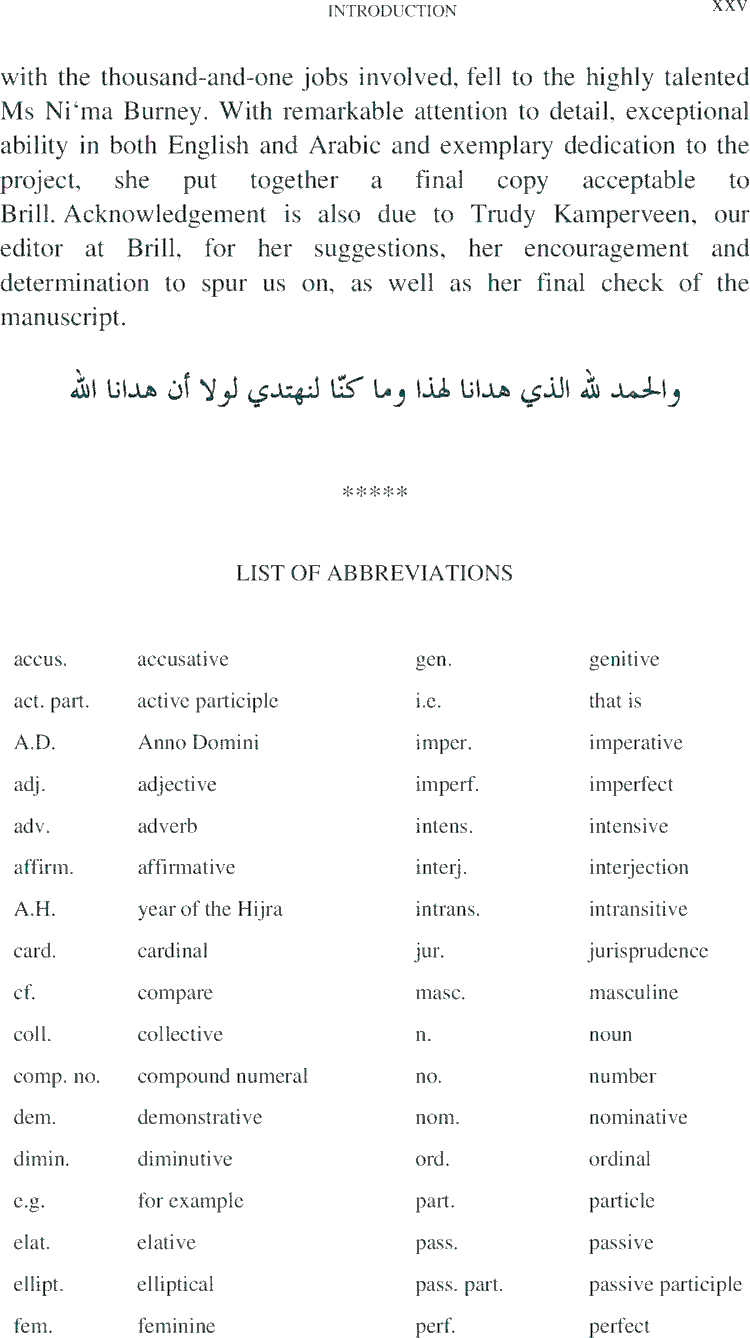 INTRODUCTION xxv
with the thousand-and-one jobs involved, fell to the highly talented
Ms Ni‘ma Burney. With remarkable attention to detail, exceptional
ability in both English and Arabic and exemplary dedication to the
project, she put together a final copy acceptable to
Brill. Acknowledgement is also due to Trudy Kamperveen, our
editor at Brill, for her suggestions, her encouragement and
determination to spur us on, as well as her final check of the
manuscript.
والحمد لله الذي هدانا لهذا وما كنّا لنهتدي لولا أن هدانا الله
*****
LIST OF ABBREVIATIONS
accus. accusative gen. genitive
act. part. active participle i.e. that is
A.D. Anno Domini imper. imperative
adj. adjective imperf. imperfect
adv. adverb intens. intensive
affirm. affirmative interj. interjection
A.H. year of the Hijra intrans. intransitive
card. cardinal jur. jurisprudence
cf. compare masc. masculine
coll. collective n. noun
comp. no. compound numeral no. number
dem. demonstrative nom. nominative
dimin. diminutive ord. ordinal
e.g. for example part. particle
elat. elative pass. passive
ellipt. elliptical pass. part. passive participle
fem. feminine perf. perfect